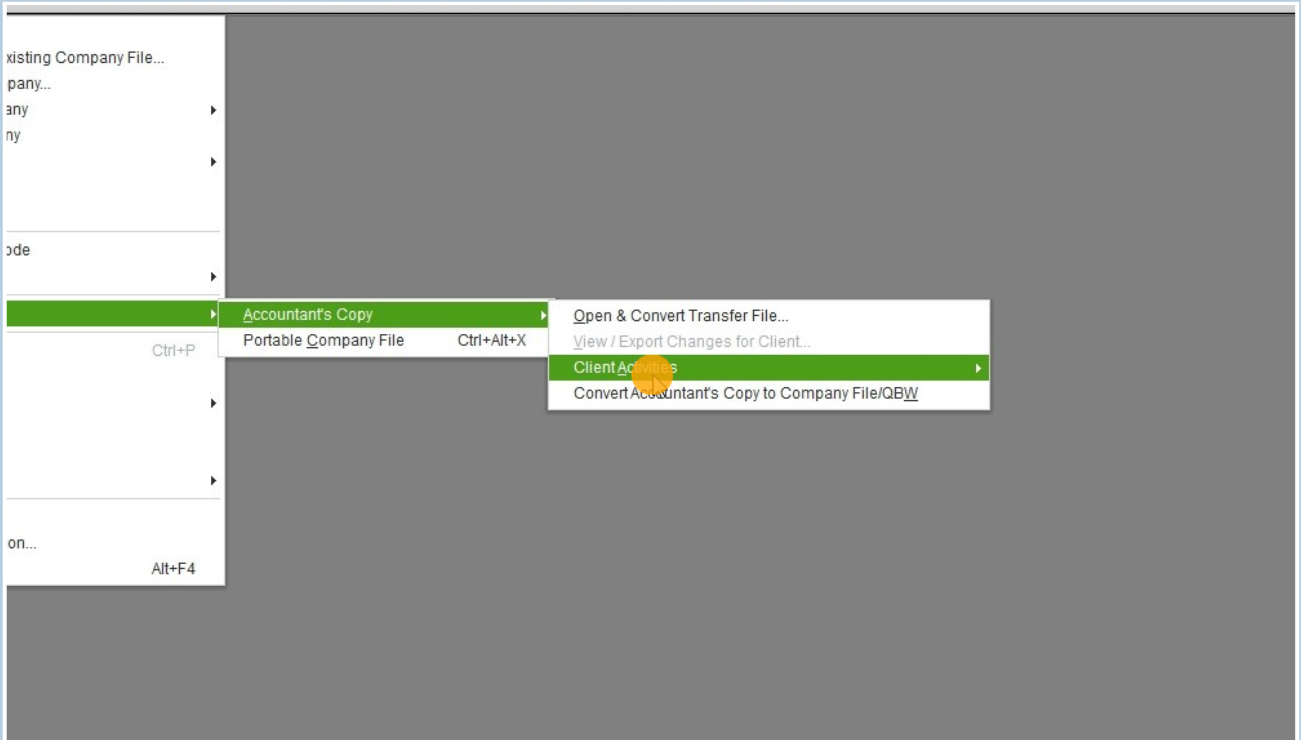 xisting Company File...
pany...
any
ny
ode
Accountant's Copy
Portable Company File Ctrl+Alt+X
Ctrl+P
Open & Convert Transfer File...
View / Export Changes for Client...
Client Activities
Convert Accountant's Copy to Company File/QBW
on...
Alt+F4